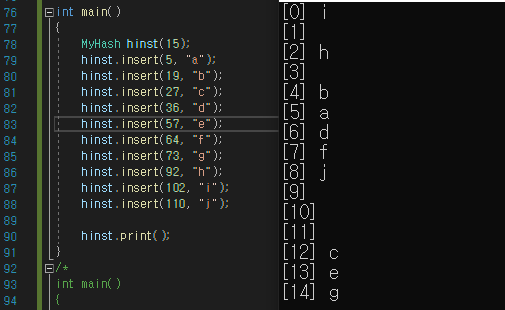 76 int main()
77 {
78 MyHash hinst(15);
79 hinst.insert(5, "a");
80 hinst.insert(19, "b");
81 hinst.insert(27, "c");
82 hinst.insert(36, "d");
83 hinst.insert(57, "e");
84 hinst.insert(64, "f");
85 hinst.insert(73, "g");
86 hinst.insert(92, "h");
87 hinst.insert(102, "i");
88 hinst.insert(110, "j");
89
90 hinst.print();
91 }
92 /*
93 int main()
94 {
[0] i
[1]
[2] h
[3]
[4] b
[5] a
[6] d
[7] f
[8] j
[9]
[10]
[11]
[12] c
[13] e
[14] g